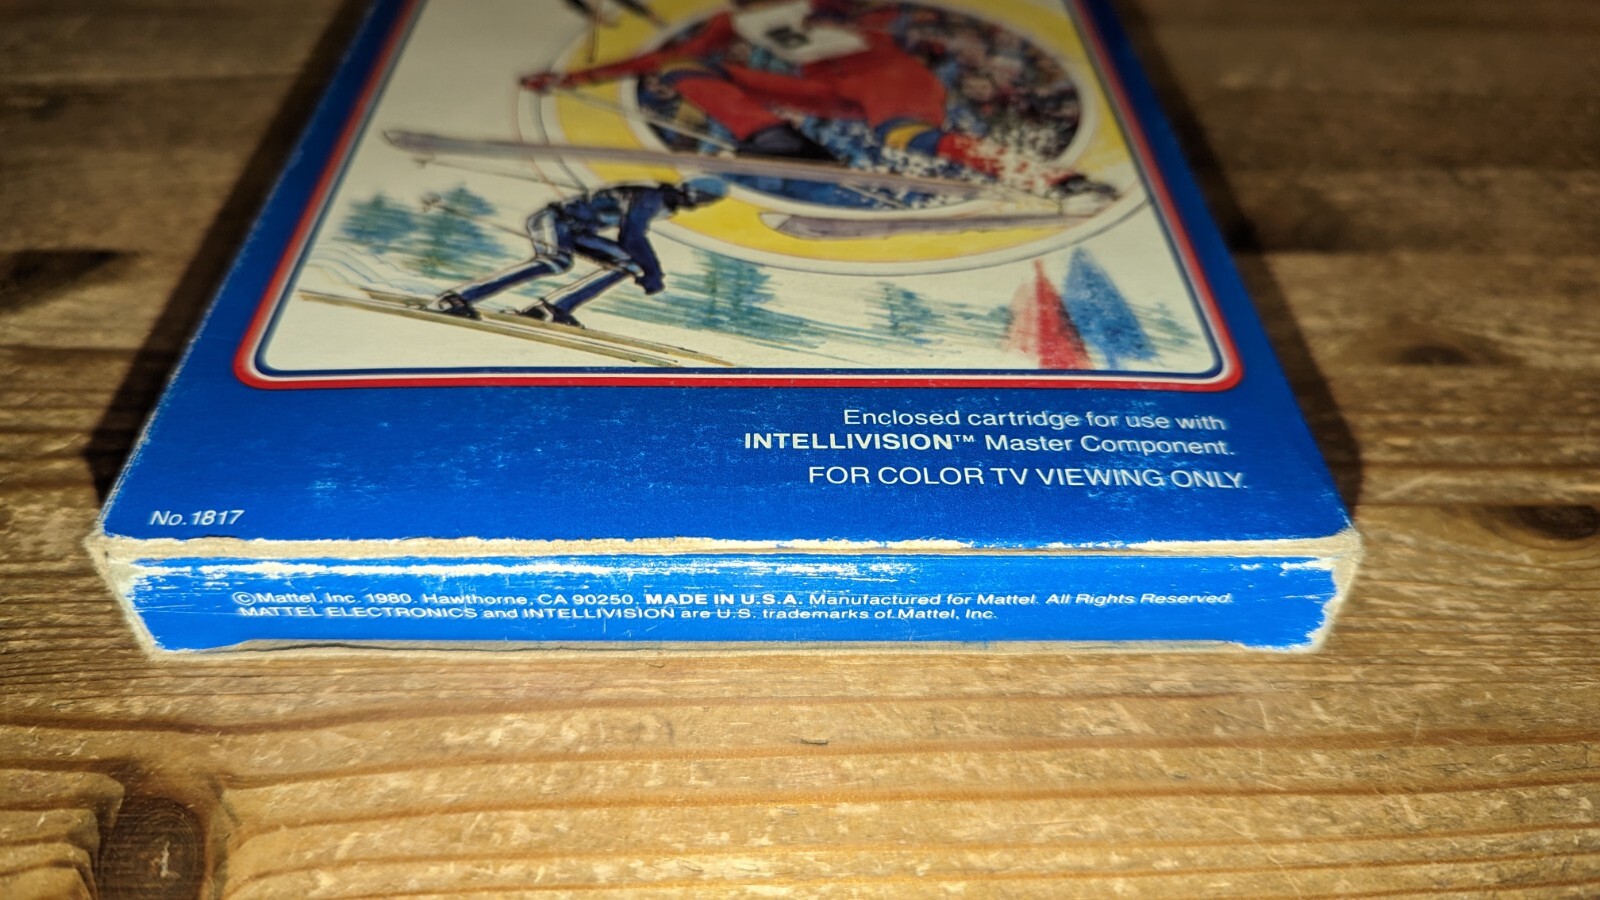 Enclosed cartridge for use with
INTELLIVISION™ Master Component.
FOR COLOR TV VIEWING ONLY.
No.1817
©Mattel, Inc. 1980. Hawthorne, CA 90250. MADE IN U.S.A. Manufactured for Mattel. All Rights Reserved.
MATTEL ELECTRONICS and INTELLIVISION are U.S. trademarks of Mattel, Inc.